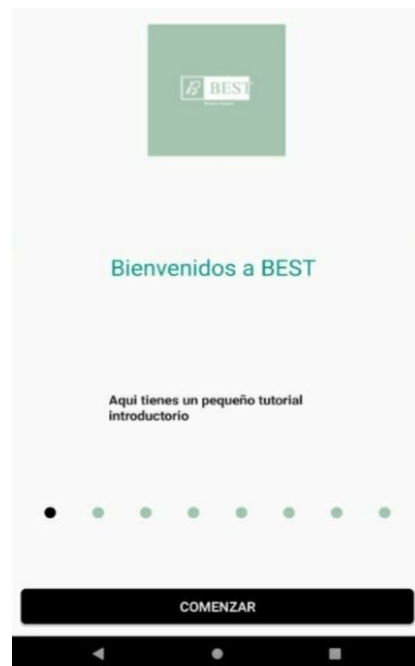 B BEST
Bienvenidos a BEST
Aqui tienes un pequeño tutorial
introductorio
COMENZAR